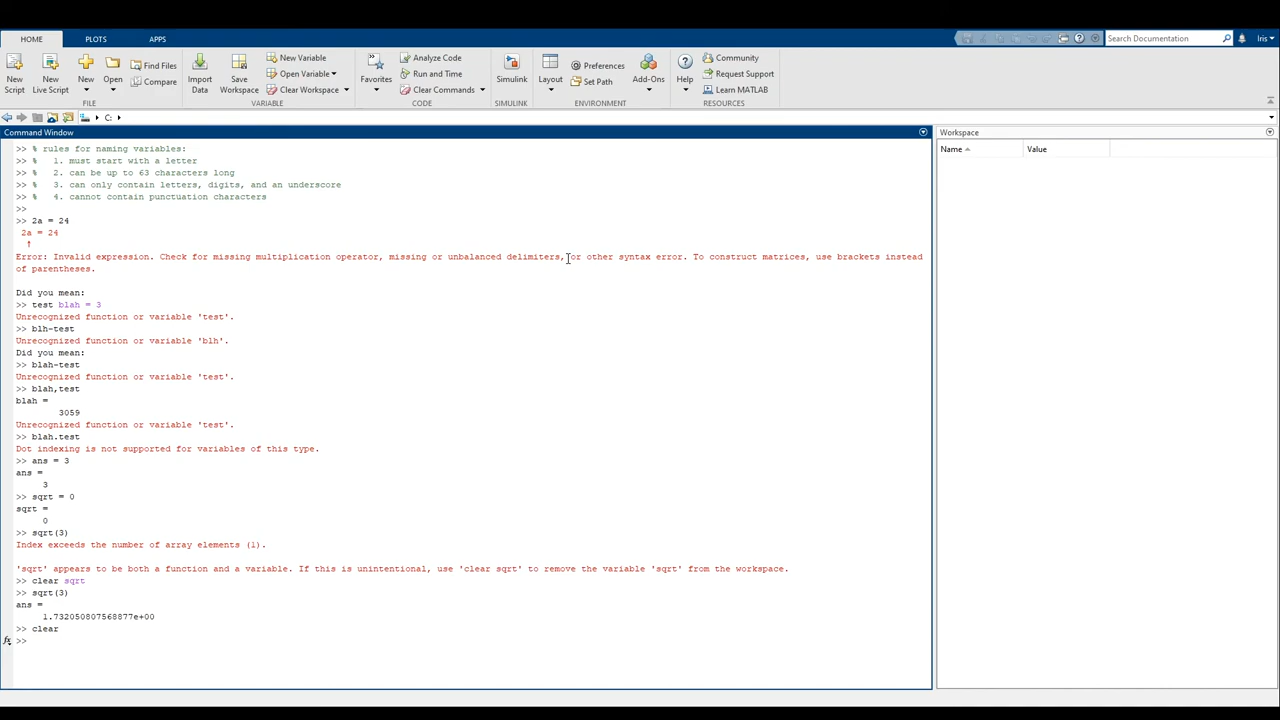 HOME PLOTS APPS
Search Documentation
Iris
New Script
New Live Script
New
Open
Find Files
Compare
Import Data
Save Workspace
New Variable
Open Variable
Clear Workspace
Favorites
Analyze Code
Run and Time
Clear Commands
Simulink
Layout
Preferences
Set Path
Add-Ons
Help
Community
Request Support
Learn MATLAB
FILE VARIABLE CODE SIMULINK ENVIRONMENT RESOURCES
C:
Command Window
>> % rules for naming variables:
>> %   1. must start with a letter
>> %   2. can be up to 63 characters long
>> %   3. can only contain letters, digits, and an underscore
>> %   4. cannot contain punctuation characters
>>
>> 2a = 24
2a = 24
↑
Error: Invalid expression. Check for missing multiplication operator, missing or unbalanced delimiters, or other syntax error. To construct matrices, use brackets instead
of parentheses.
Did you mean:
>> test blah = 3
Unrecognized function or variable 'test'.
>> blh-test
Unrecognized function or variable 'blh'.
Did you mean:
>> blah-test
Unrecognized function or variable 'test'.
>> blah,test
blah =
3059
Unrecognized function or variable 'test'.
>> blah.test
Dot indexing is not supported for variables of this type.
>> ans = 3
ans =
3
>> sqrt = 0
sqrt =
0
>> sqrt(3)
Index exceeds the number of array elements (1).
'sqrt' appears to be both a function and a variable. If this is unintentional, use 'clear sqrt' to remove the variable 'sqrt' from the workspace.
>> clear sqrt
>> sqrt(3)
ans =
1.732050807568877e+00
>> clear
fx >>
Workspace
Name Value